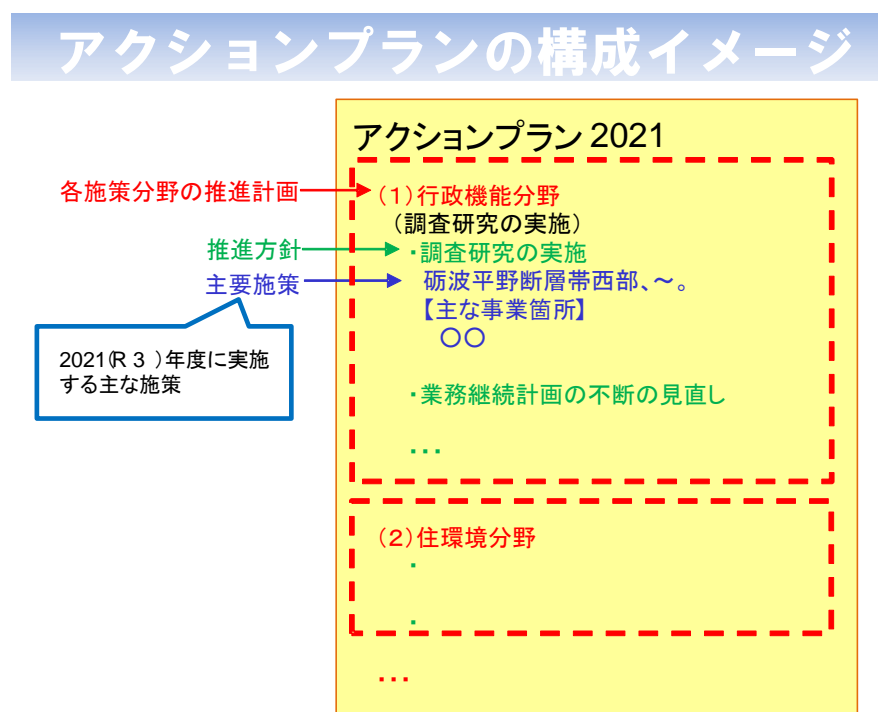 アクションプランの構成イメージ
アクションプラン 2021
各施策分野の推進計画
(1)行政機能分野
(調査研究の実施)
推進方針
・調査研究の実施
主要施策
砺波平野断層帯西部、～。
【主な事業箇所】
○○
2021(R 3 )年度に実施
する主な施策
・業務継続計画の不断の見直し
・・・
(2)住環境分野
・
・
・・・